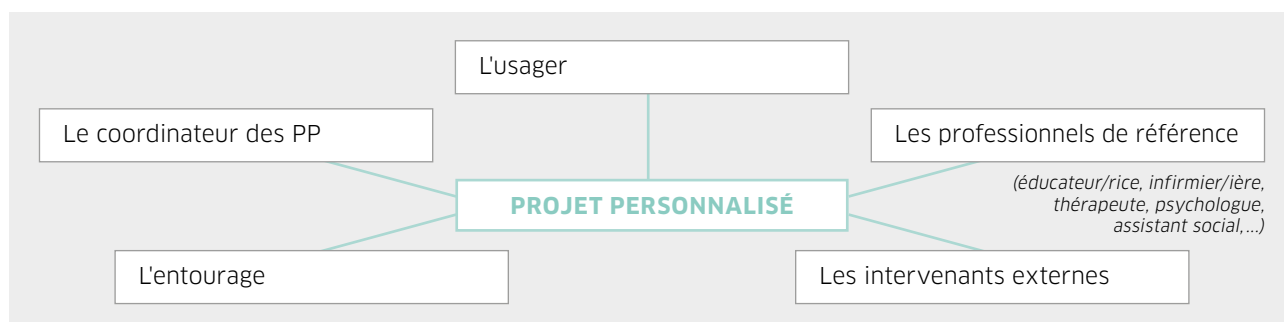 L'usager
Le coordinateur des PP
Les professionnels de référence
(éducateur/rice, infirmier/ière,
thérapeute, psychologue,
assistant social,...)
PROJET PERSONNALISÉ
L'entourage
Les intervenants externes